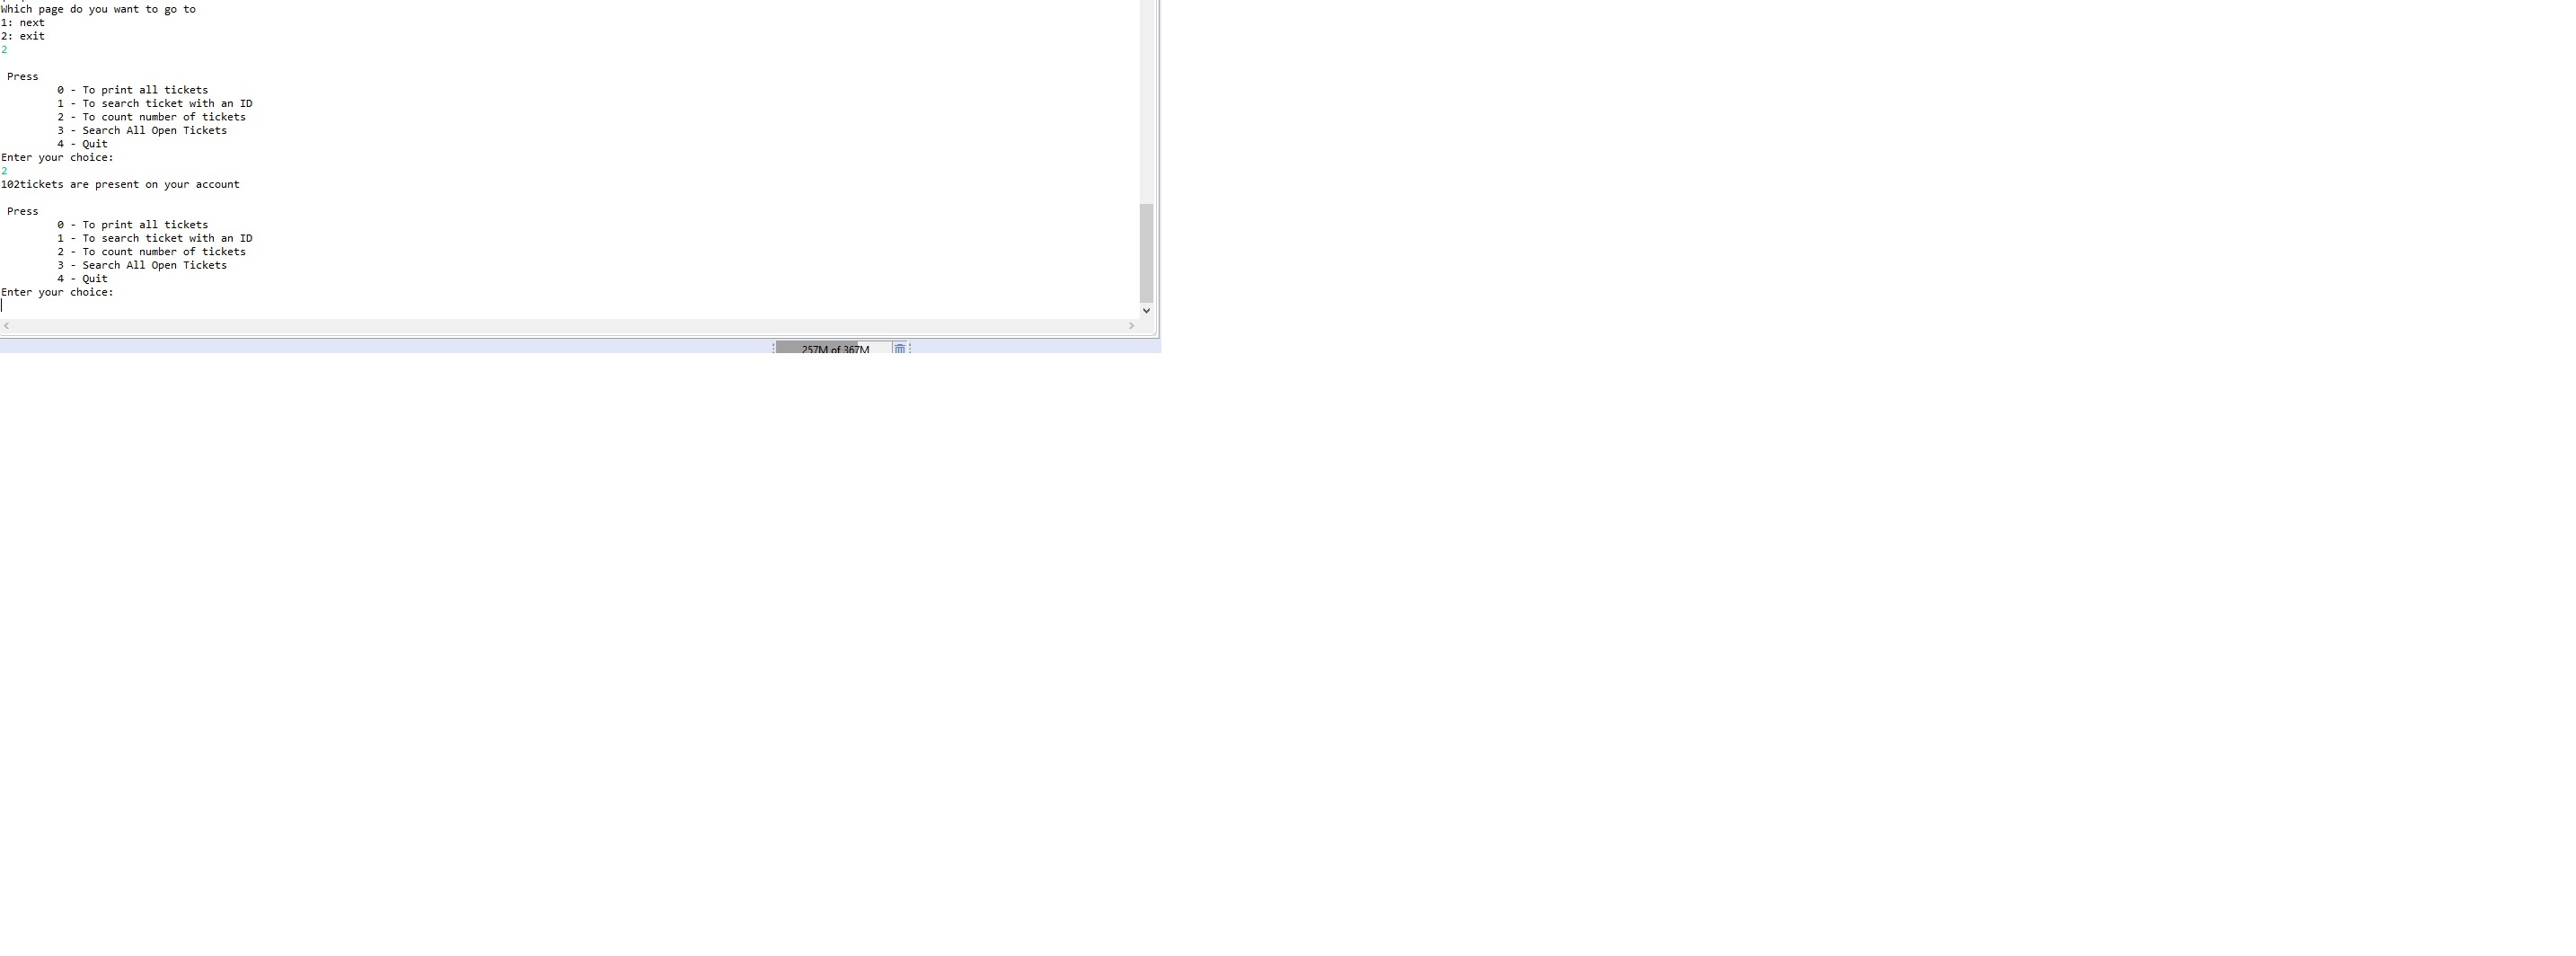 Which page do you want to go to
1: next
2: exit
2
Press
0 - To print all tickets
1 - To search ticket with an ID
2 - To count number of tickets
3 - Search All Open Tickets
4 - Quit
Enter your choice:
2
102tickets are present on your account
Press
0 - To print all tickets
1 - To search ticket with an ID
2 - To count number of tickets
3 - Search All Open Tickets
4 - Quit
Enter your choice:
257M of 367M